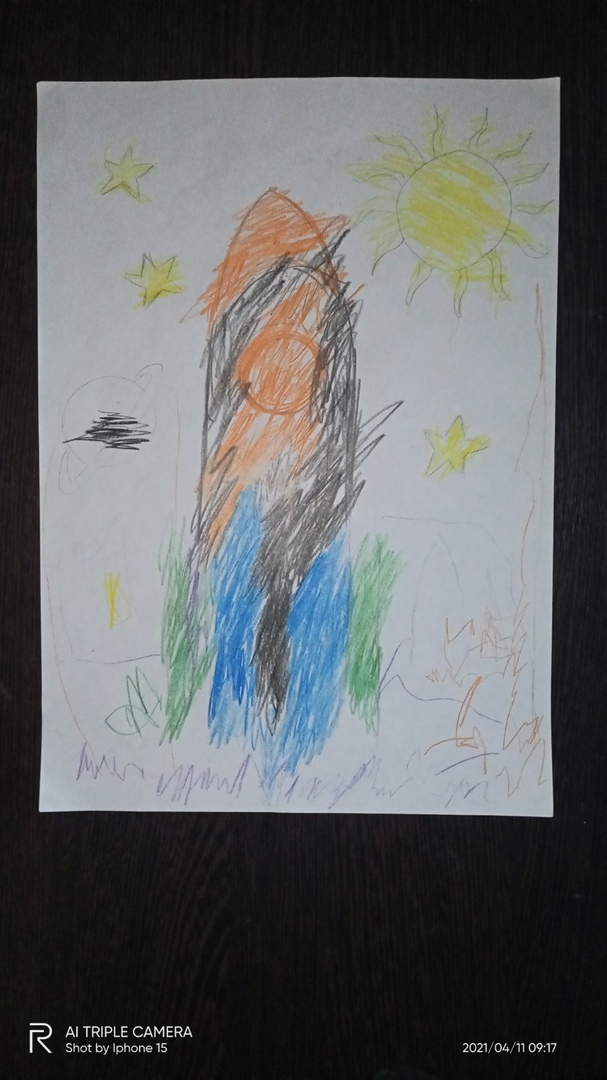 AI TRIPLE CAMERA
Shot by Iphone 15
2021/04/11 09:17